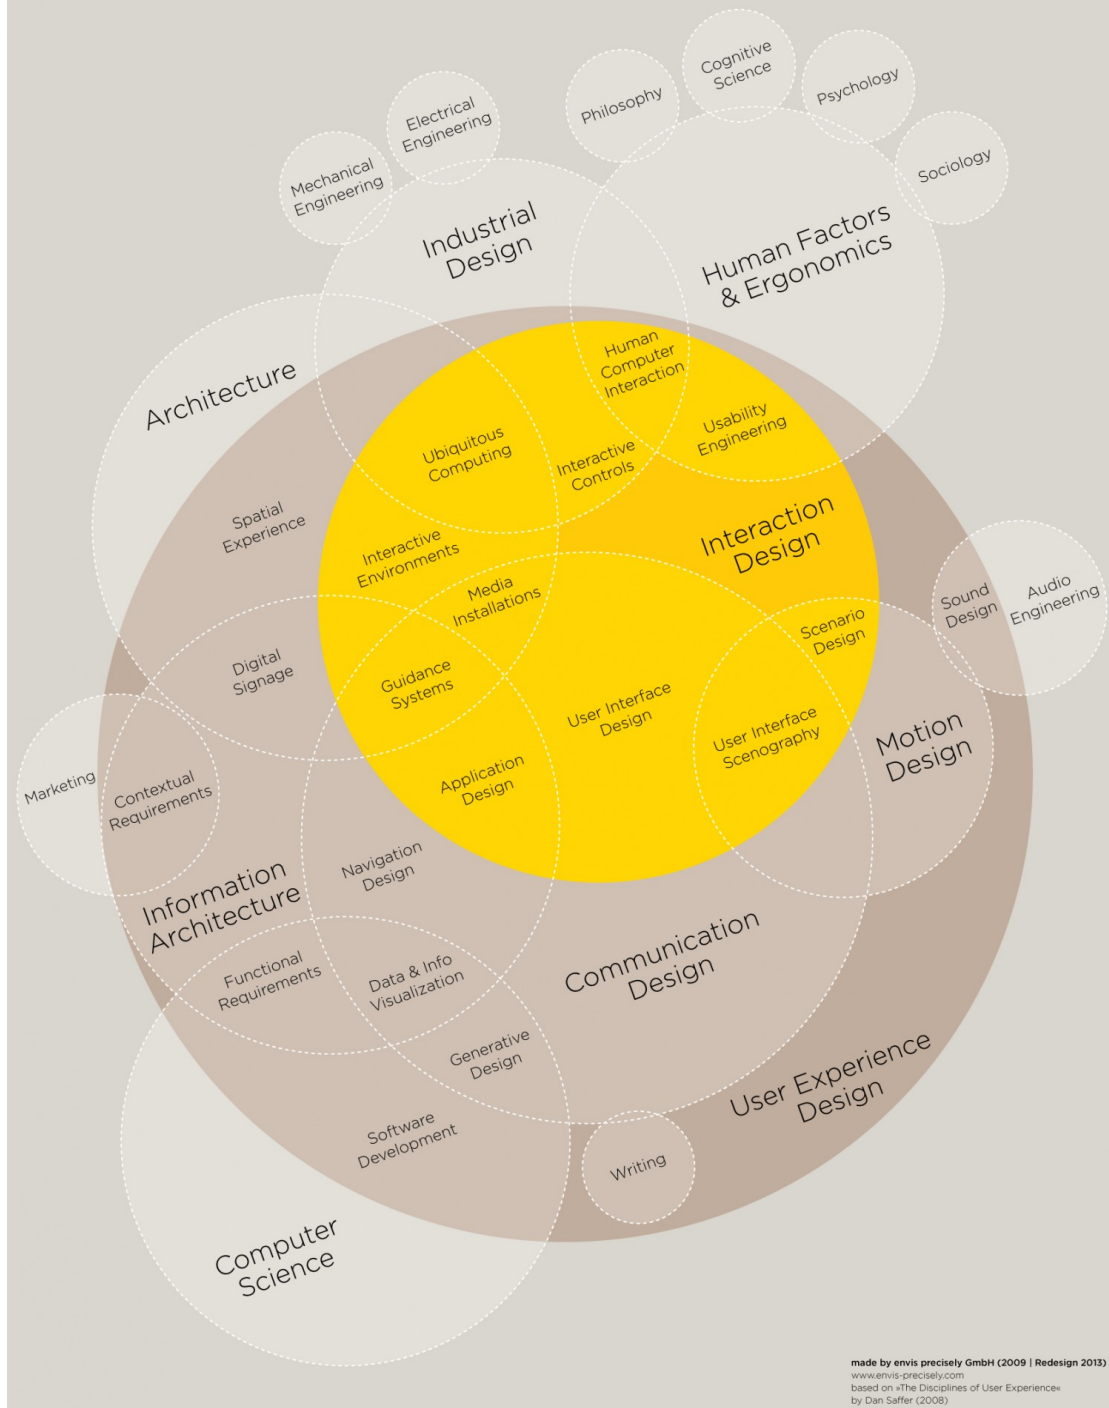 Cognitive
Science
Philosophy
Psychology
Electrical
Engineering
Mechanical
Engineering
Sociology
Industrial
Design
Human Factors
& Ergonomics
Architecture
Human
Computer
Interaction
Usability
Engineering
Ubiquitous
Computing
Interactive
Controls
Spatial
Experience
Interactive
Environments
Interaction
Design
Media
Installations
Sound
Design
Audio
Engineering
Scenario
Design
Digital
Signage
Guidance
Systems
User Interface
Design
User Interface
Scenography
Motion
Design
Marketing
Contextual
Requirements
Application
Design
Navigation
Design
Information
Architecture
Communication
Design
Functional
Requirements
Data & Info
Visualization
Generative
Design
User Experience
Design
Software
Development
Writing
Computer
Science
made by envis precisely GmbH (2009 | Redesign 2013)
www.envis-precisely.com
based on »The Disciplines of User Experience«
by Dan Saffer (2008)